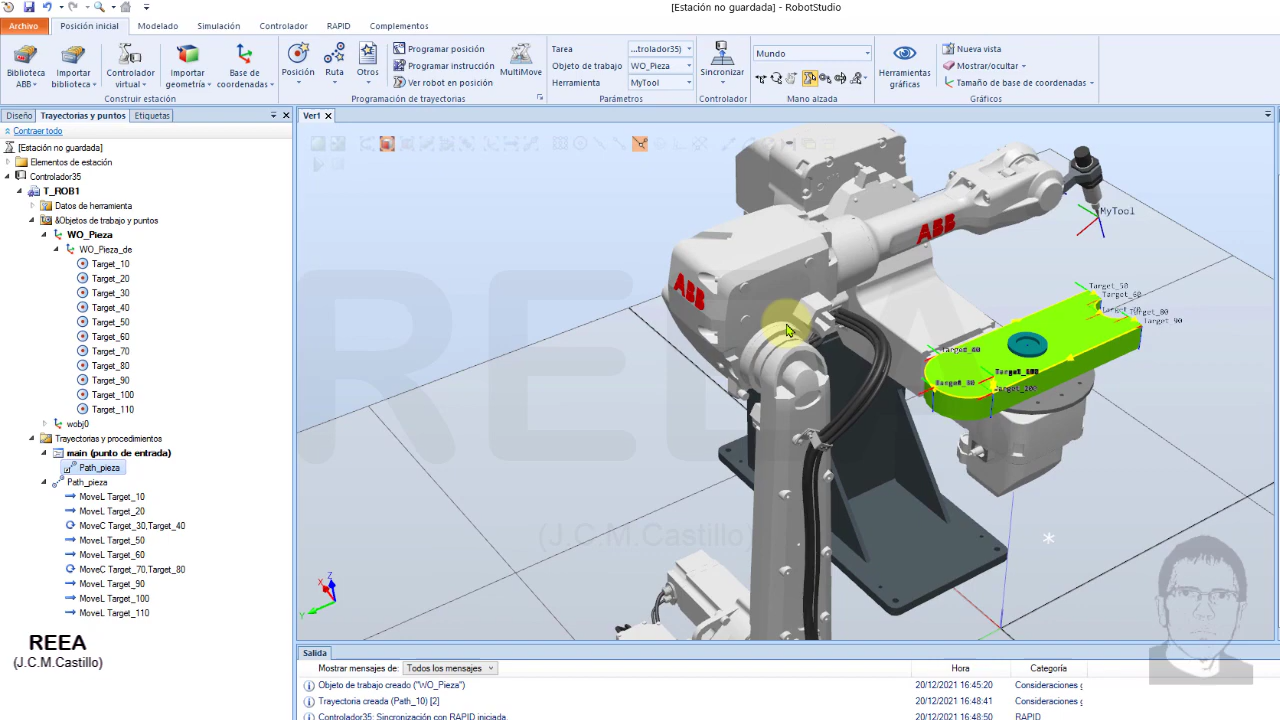 [Estación no guardada] - RobotStudio
Archivo Posición inicial Modelado Simulación Controlador RAPID Complementos
Biblioteca ABB
Importar biblioteca
Controlador virtual
Importar geometría
Base de coordenadas
Construir estación
Posición
Ruta
Otros
Programar posición
Programar instrucción
Ver robot en posición
MultiMove
Programación de trayectorias
Tarea ...trolador35)
Objeto de trabajo WO_Pieza
Herramienta MyTool
Parámetros
Sincronizar
Controlador
Mundo
Mano alzada
Herramientas gráficas
Nueva vista
Mostrar/ocultar
Tamaño de base de coordenadas
Gráficos
Diseño Trayectorias y puntos Etiquetas
Contraer todo
[Estación no guardada]
Elementos de estación
Controlador35
T_ROB1
Datos de herramienta
&Objetos de trabajo y puntos
WO_Pieza
WO_Pieza_de
Target_10
Target_20
Target_30
Target_40
Target_50
Target_60
Target_70
Target_80
Target_90
Target_100
Target_110
wobj0
Trayectorias y procedimientos
main (punto de entrada)
Path_pieza
Path_pieza
MoveL Target_10
MoveL Target_20
MoveC Target_30,Target_40
MoveL Target_50
MoveL Target_60
MoveC Target_70,Target_80
MoveL Target_90
MoveL Target_100
MoveL Target_110
REEA
(J.C.M.Castillo)
Ver1
ABB
ABB
MyTool
REEA
(J.C.M.Castillo)
X
Y
Z
Salida
Mostrar mensajes de: Todos los mensajes Hora Categoría
Objeto de trabajo creado ("WO_Pieza") 20/12/2021 16:45:20 Consideraciones g
Trayectoria creada (Path_10) [2] 20/12/2021 16:48:41 Consideraciones g
Controlador35: Sincronización con RAPID iniciada. 20/12/2021 16:48:50 RAPID